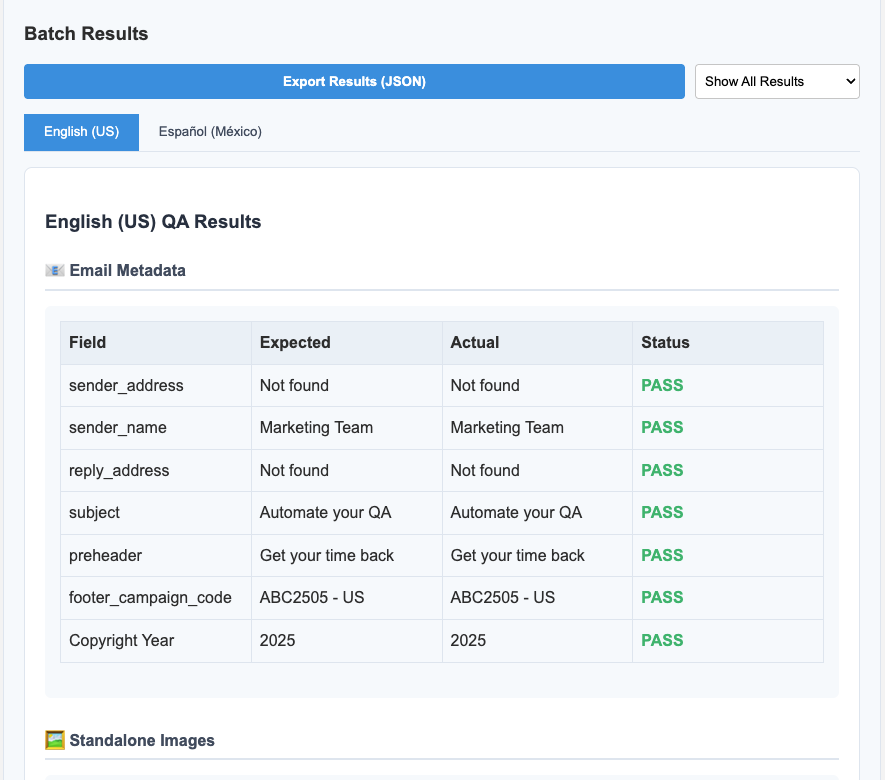 Batch Results
Export Results (JSON)
Show All Results
English (US)
Español (México)
English (US) QA Results
Email Metadata
Field Expected Actual Status
sender_address Not found Not found PASS
sender_name Marketing Team Marketing Team PASS
reply_address Not found Not found PASS
subject Automate your QA Automate your QA PASS
preheader Get your time back Get your time back PASS
footer_campaign_code ABC2505 - US ABC2505 - US PASS
Copyright Year 2025 2025 PASS
Standalone Images